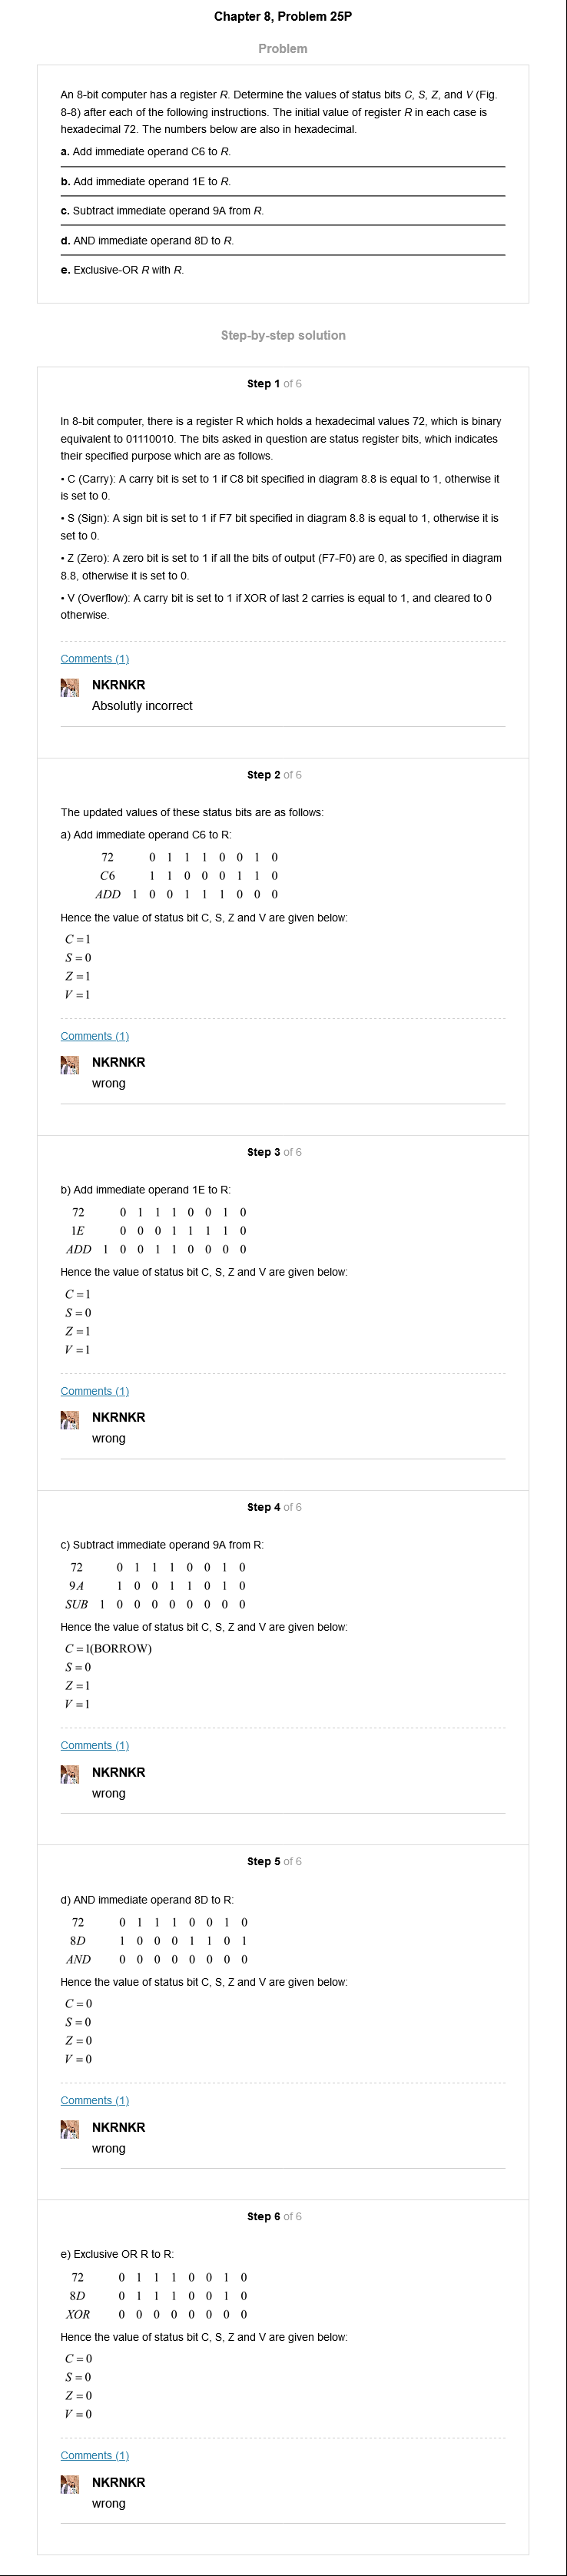 Chapter 8, Problem 25P
Problem
An 8-bit computer has a register R. Determine the values of status bits C, S, Z, and V (Fig.
8-8) after each of the following instructions. The initial value of register R in each case is
hexadecimal 72. The numbers below are also in hexadecimal.
a. Add immediate operand C6 to R.
b. Add immediate operand 1E to R.
c. Subtract immediate operand 9A from R.
d. AND immediate operand 8D to R.
e. Exclusive-OR R with R.
Step-by-step solution
Step 1 of 6
In 8-bit computer, there is a register R which holds a hexadecimal values 72, which is binary
equivalent to 01110010. The bits asked in question are status register bits, which indicates
their specified purpose which are as follows.
• C (Carry): A carry bit is set to 1 if C8 bit specified in diagram 8.8 is equal to 1, otherwise it
is set to 0.
• S (Sign): A sign bit is set to 1 if F7 bit specified in diagram 8.8 is equal to 1, otherwise it is
set to 0.
• Z (Zero): A zero bit is set to 1 if all the bits of output (F7-F0) are 0, as specified in diagram
8.8, otherwise it is set to 0.
• V (Overflow): A carry bit is set to 1 if XOR of last 2 carries is equal to 1, and cleared to 0
otherwise.
Comments (1)
NKRNKR
Absolutly incorrect
Step 2 of 6
The updated values of these status bits are as follows:
a) Add immediate operand C6 to R:
72 0 1 1 1 0 0 1 0
C6 1 1 0 0 0 1 1 0
ADD 1 0 0 1 1 1 0 0 0
Hence the value of status bit C, S, Z and V are given below:
C = 1
S = 0
Z = 1
V = 1
Comments (1)
NKRNKR
wrong
Step 3 of 6
b) Add immediate operand 1E to R:
72 0 1 1 1 0 0 1 0
1E 0 0 0 1 1 1 1 0
ADD 1 0 0 1 1 0 0 0 0
Hence the value of status bit C, S, Z and V are given below:
C = 1
S = 0
Z = 1
V = 1
Comments (1)
NKRNKR
wrong
Step 4 of 6
c) Subtract immediate operand 9A from R:
72 0 1 1 1 0 0 1 0
9A 1 0 0 1 1 0 1 0
SUB 1 0 0 0 0 0 0 0 0
Hence the value of status bit C, S, Z and V are given below:
C = 1(BORROW)
S = 0
Z = 1
V = 1
Comments (1)
NKRNKR
wrong
Step 5 of 6
d) AND immediate operand 8D to R:
72 0 1 1 1 0 0 1 0
8D 1 0 0 0 1 1 0 1
AND 0 0 0 0 0 0 0 0
Hence the value of status bit C, S, Z and V are given below:
C = 0
S = 0
Z = 0
V = 0
Comments (1)
NKRNKR
wrong
Step 6 of 6
e) Exclusive OR R to R:
72 0 1 1 1 0 0 1 0
8D 0 1 1 1 0 0 1 0
XOR 0 0 0 0 0 0 0 0
Hence the value of status bit C, S, Z and V are given below:
C = 0
S = 0
Z = 0
V = 0
Comments (1)
NKRNKR
wrong